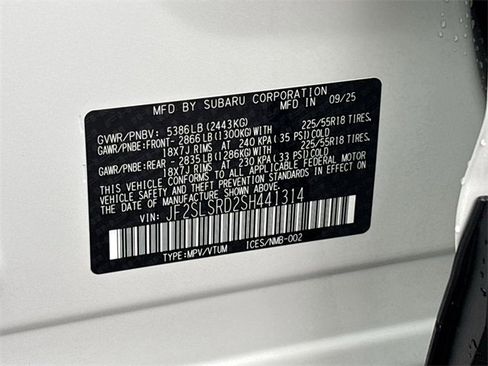 MFD BY SUBARU CORPORATION
MADE IN JAPAN 09/25
GVWR/PNBV: 5386LB (2443KG)
GAWR/PNBE:FRONT- 2866LB (1300KG)WITH 225/55R18 TIRES,
18x7J RIMS, AT 240 KPA (35 PSI)COLD
GAWR/PNBE:REAR - 2835LB (1286KG)WITH 225/55R18 TIRES,
18x7J RIMS, AT 230 KPA (33 PSI)COLD
THIS VEHICLE CONFORMS TO ALL APPLICABLE FEDERAL MOTOR
VEHICLE SAFETY AND THEFT PREVENTION STANDARDS IN EFFECT ON
THE DATE OF MANUFACTURE SHOWN ABOVE.
VIN: JF2SLSRD2SH441314
TYPE:MPV/VTUM ICES/NMB-002